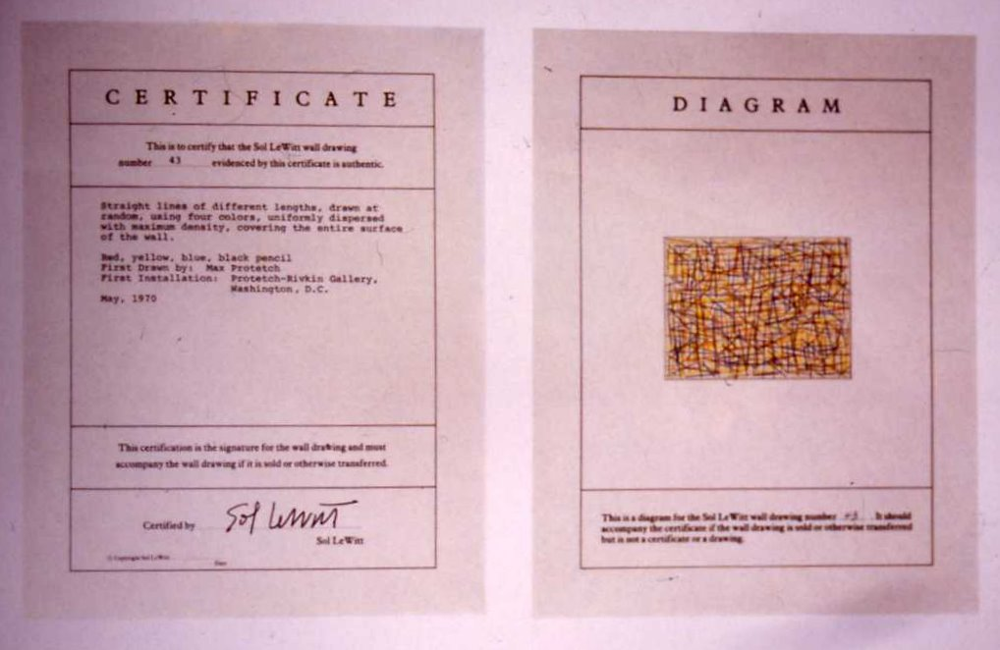 CERTIFICATE
This is to certify that the Sol LeWitt wall drawing
number 43 evidenced by this certificate is authentic.
Straight lines of different lengths, drawn at
random, using four colors, uniformly dispersed
with maximum density, covering the entire surface
of the wall.
Red, yellow, blue, black pencil
First Drawn by: Max Protetch
First Installation: Protetch-Rivkin Gallery,
Washington, D.C.
May, 1970
This certification is the signature for the wall drawing and must
accompany the wall drawing if it is sold or otherwise transferred.
Certified by Sol LeWitt
Sol LeWitt
© Copyright Sol LeWitt
Date
DIAGRAM
This is a diagram for the Sol LeWitt wall drawing number 43 . It should
accompany the certificate if the wall drawing is sold or otherwise transferred
but is not a certificate or a drawing.